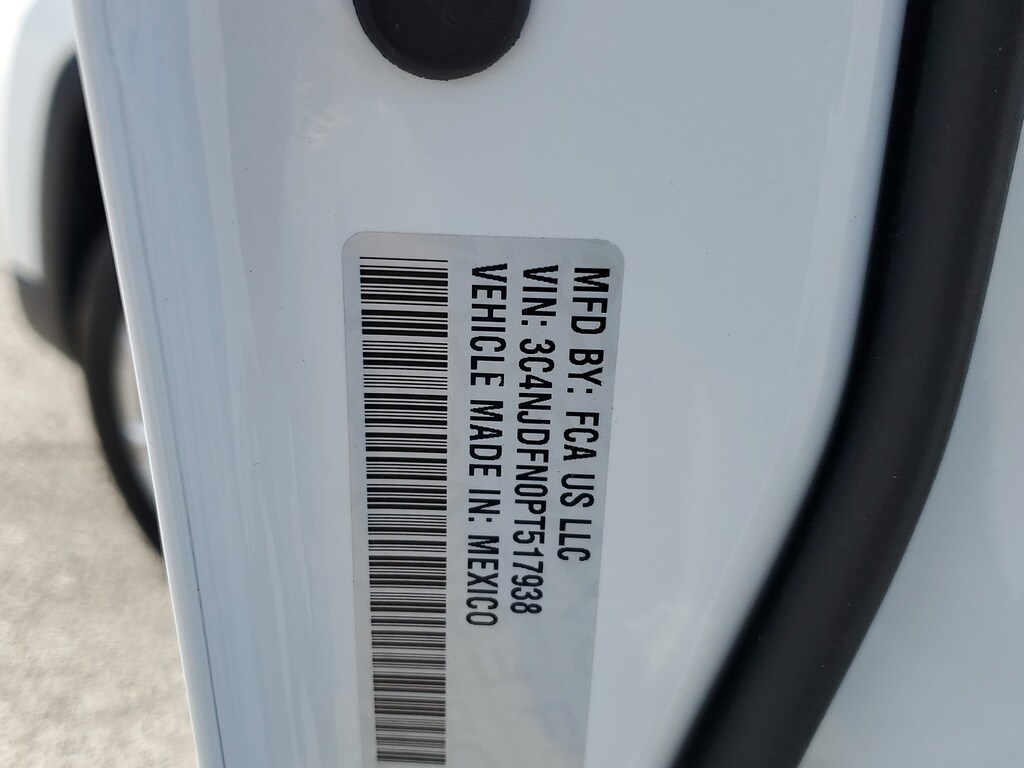 MFD BY: FCA US LLC
VIN: 3C4NJDFN0PT517938
VEHICLE MADE IN: MEXICO